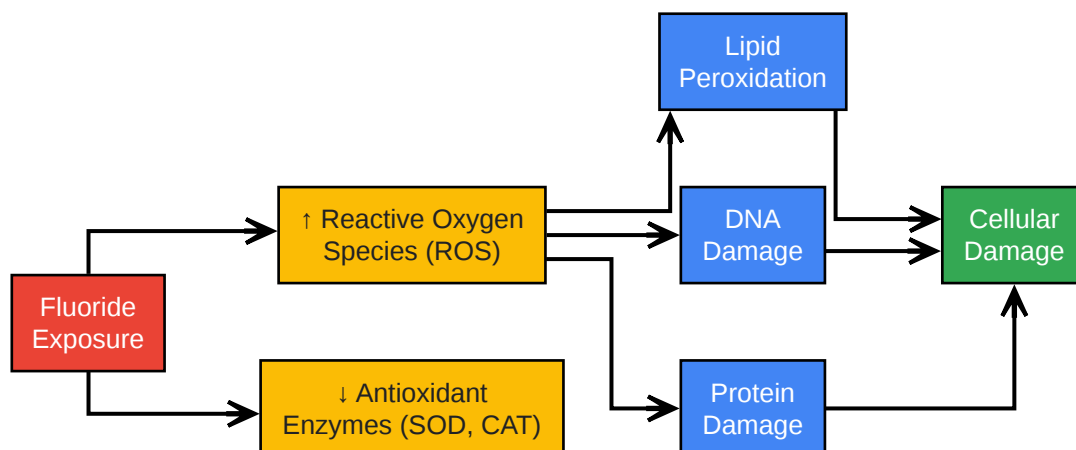 Lipid
Peroxidation
↑ Reactive Oxygen
Species (ROS)
DNA
Damage
Cellular
Damage
Fluoride
Exposure
↓ Antioxidant
Enzymes (SOD, CAT)
Protein
Damage